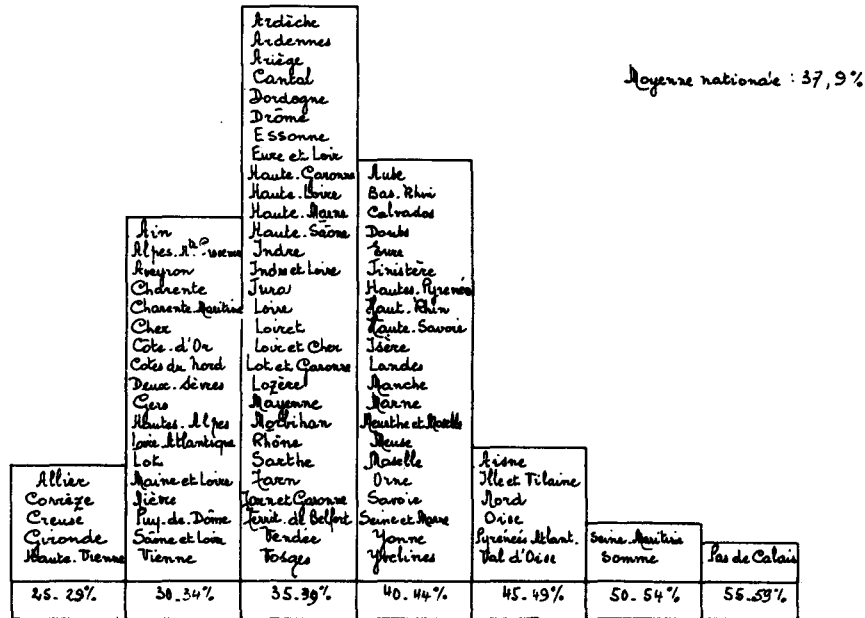 Moyenne nationale : 37,9%
Allier
Corrèze
Creuse
Gironde
Haute-Vienne
25-29%
Ain
Alpes-Hte Provence
Aveyron
Charente
Charente-Maritime
Cher
Côte-d'Or
Cotes du Nord
Deux-Sèvres
Gers
Hautes-Alpes
Loire Atlantique
Lot
Maine et Loire
Nièvre
Puy-de-Dôme
Saône et Loire
Vienne
30-34%
Ardèche
Ardennes
Ariège
Cantal
Dordogne
Drôme
Essonne
Eure et Loir
Haute-Garonne
Haute-Loire
Haute-Marne
Haute-Saône
Indre
Indre et Loire
Jura
Loire
Loiret
Loir et Cher
Lot et Garonne
Lozère
Mayenne
Morbihan
Rhône
Sarthe
Tarn
Tarn et Garonne
Territ. de Belfort
Vendée
Vosges
35-39%
Aube
Bas-Rhin
Calvados
Doubs
Eure
Finistère
Hautes-Pyrenées
Haut-Rhin
Haute-Savoie
Isère
Landes
Manche
Marne
Meurthe et Moselle
Meuse
Moselle
Orne
Savoie
Seine et Marne
Yonne
Yvelines
40-44%
Aisne
Ille et Vilaine
Nord
Oise
Pyrénées Atlant.
Val d'Oise
45-49%
Seine-Maritime
Somme
50-54%
Pas de Calais
55-59%